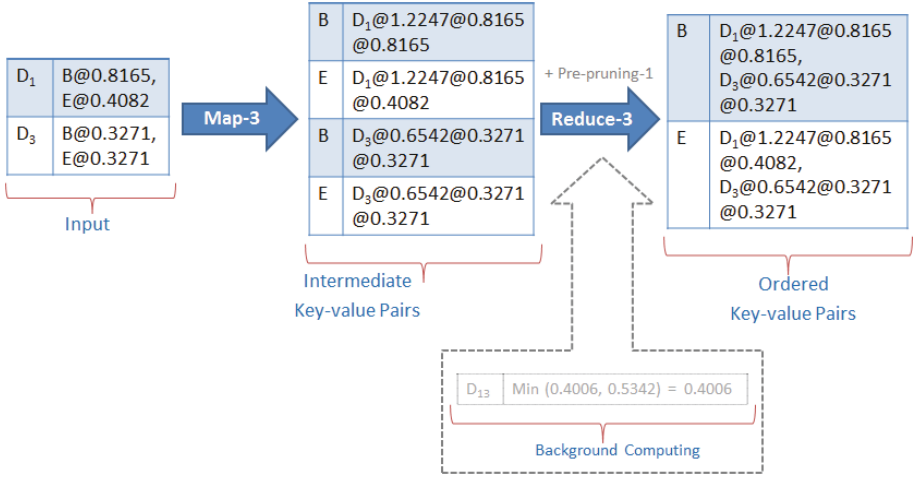 D₁ B@0.8165,
E@0.4082
D₃ B@0.3271,
E@0.3271
Input
Map-3
B D₁@1.2247@0.8165
@0.8165
E D₁@1.2247@0.8165
@0.4082
B D₃@0.6542@0.3271
@0.3271
E D₃@0.6542@0.3271
@0.3271
Intermediate
Key-value Pairs
+ Pre-pruning-1
Reduce-3
B D₁@1.2247@0.8165
@0.8165,
D₃@0.6542@0.3271
@0.3271
E D₁@1.2247@0.8165
@0.4082,
D₃@0.6542@0.3271
@0.3271
Ordered
Key-value Pairs
D₁₃ Min (0.4006, 0.5342) = 0.4006
Background Computing